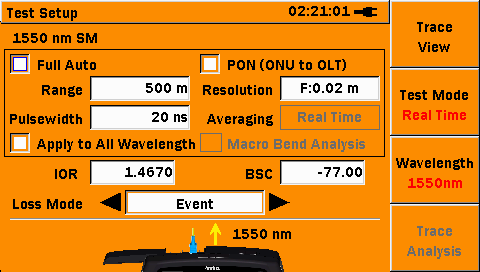 Test Setup 02:21:01
1550 nm SM
Full Auto PON (ONU to OLT)
Range 500 m Resolution F:0.02 m
Pulsewidth 20 ns Averaging Real Time
Apply to All Wavelength Macro Bend Analysis
IOR 1.4670 BSC -77.00
Loss Mode Event
1550 nm
Trace
View
Test Mode
Real Time
Wavelength
1550nm
Trace
Analysis